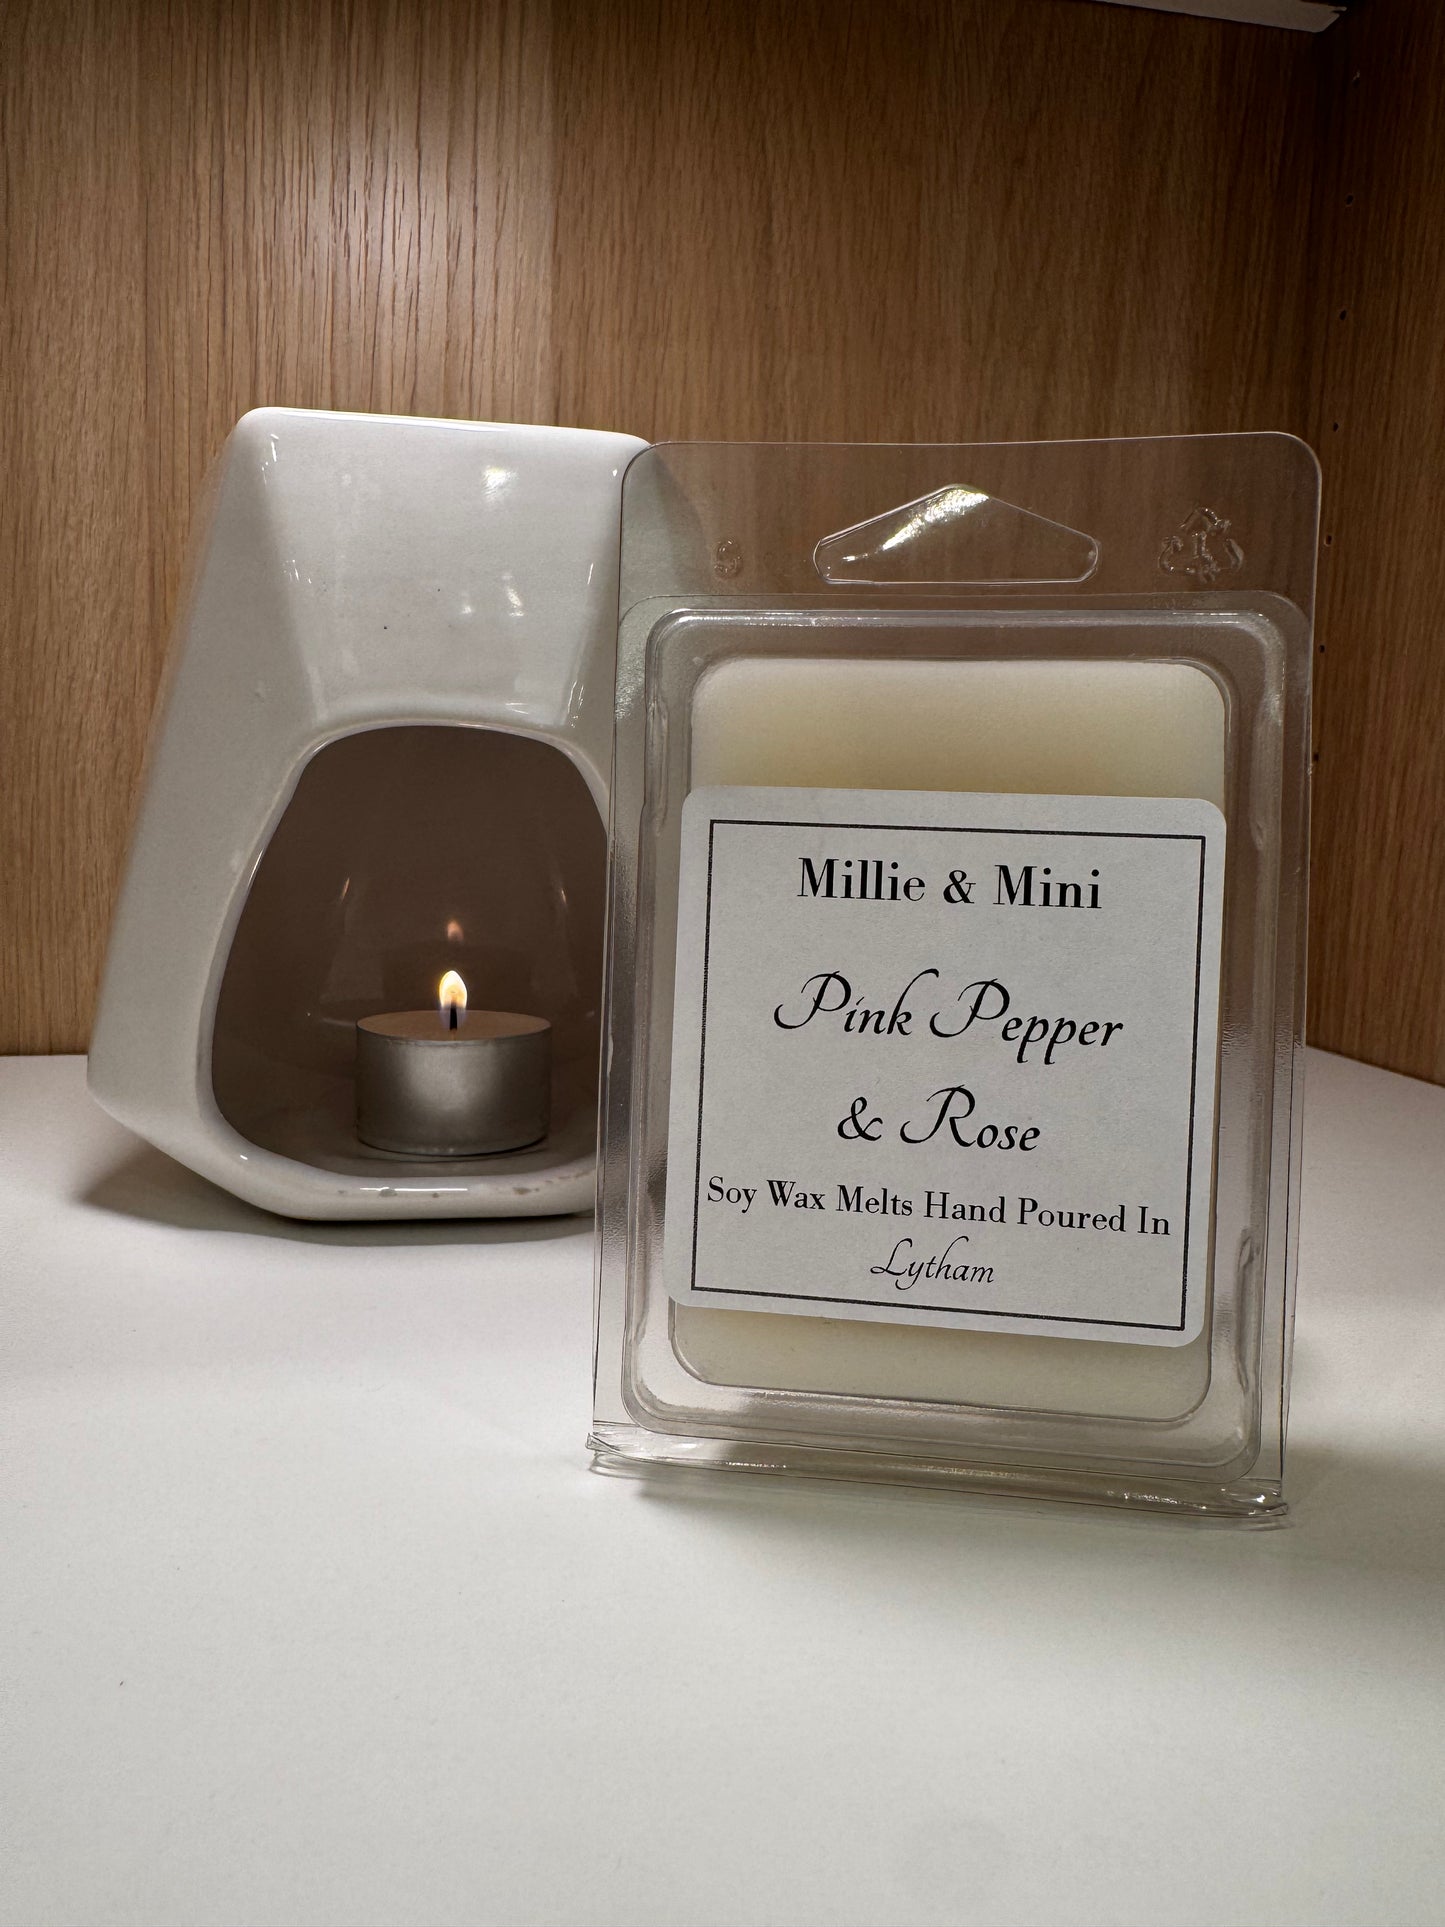 Millie & Mini
Pink Pepper
& Rose
Soy Wax Melts Hand Poured In
Lytham